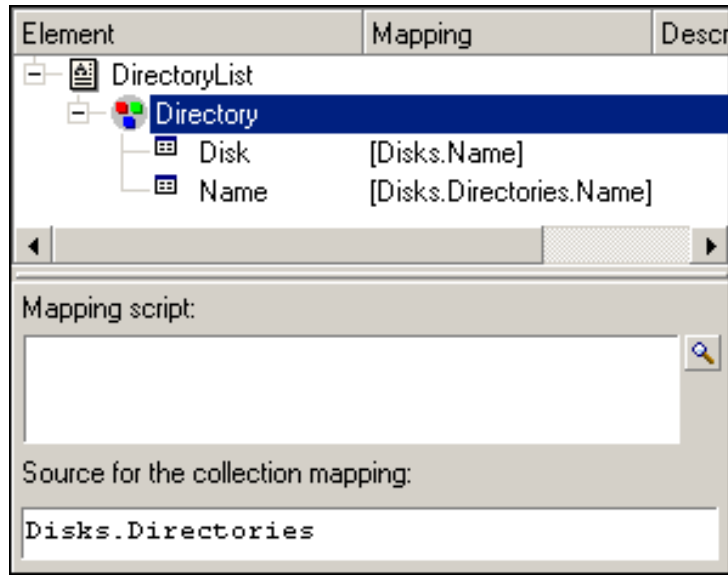 Element Mapping Descr
DirectoryList
Directory
Disk [Disks.Name]
Name [Disks.Directories.Name]
Mapping script:
Source for the collection mapping:
Disks.Directories